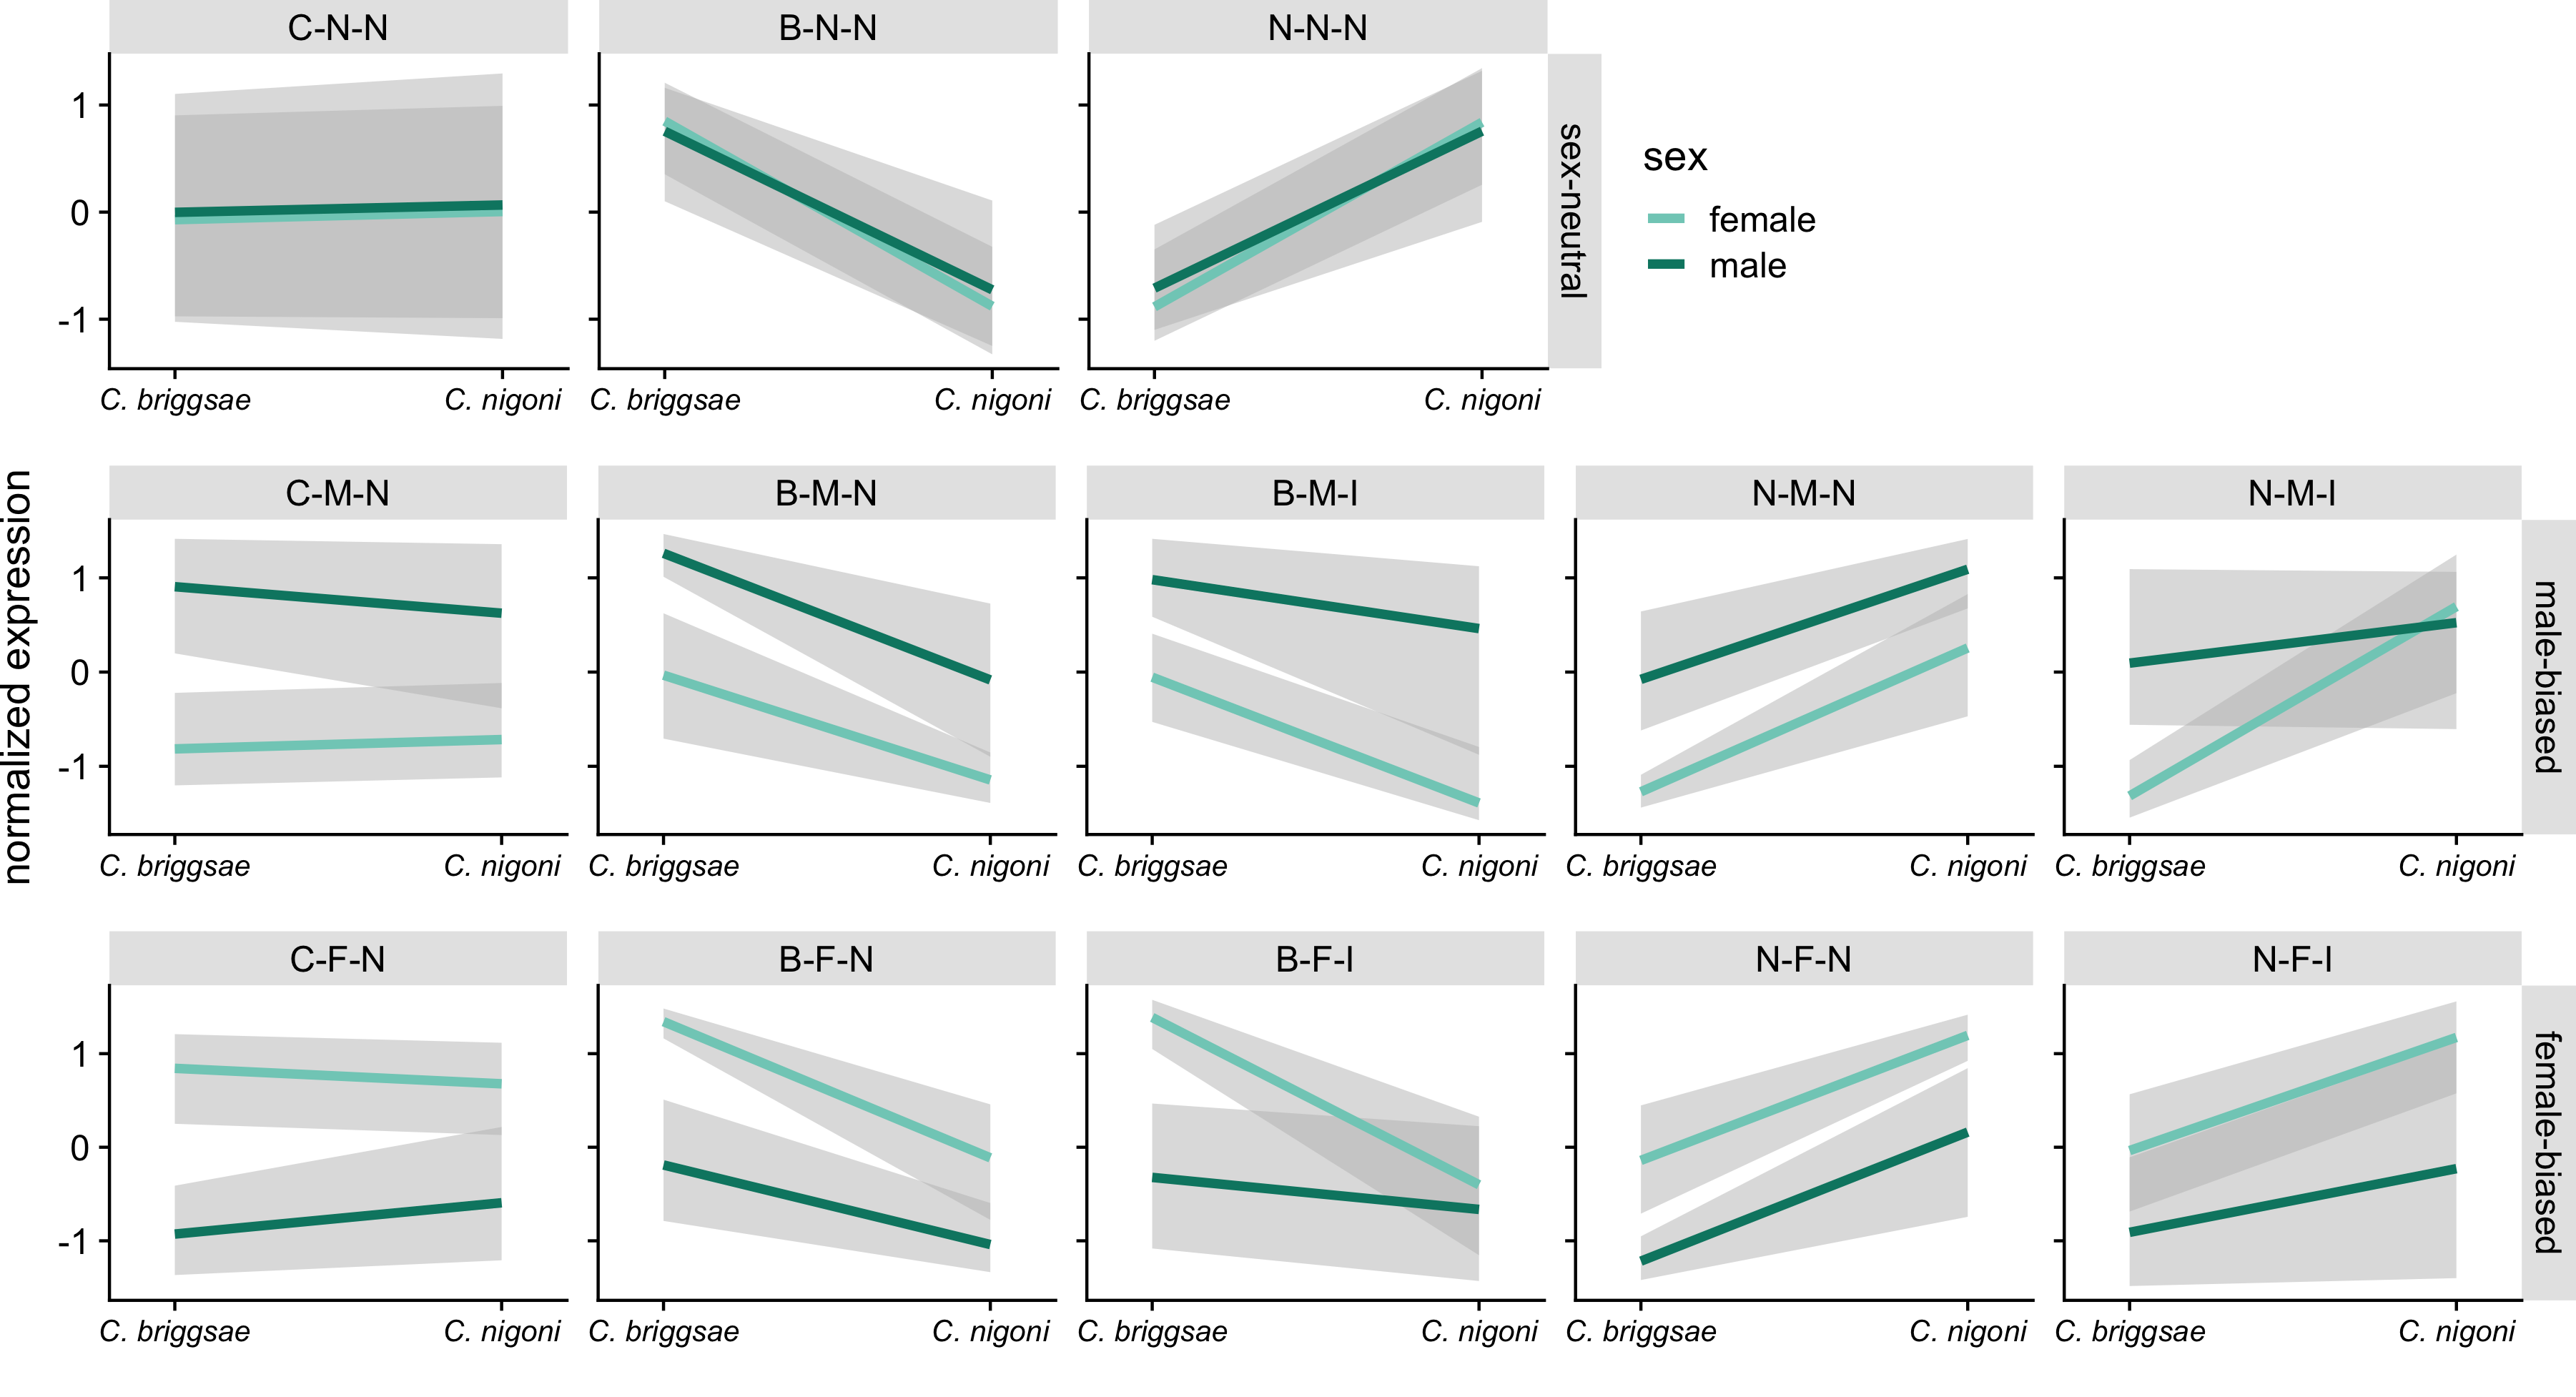 C-N-N
B-N-N
N-N-N
1
0
-1
C. briggsae
C. nigoni
C. briggsae
C. nigoni
C. briggsae
C. nigoni
sex-neutral
sex
female
male
normalized expression
C-M-N
B-M-N
B-M-I
N-M-N
N-M-I
1
0
-1
C. briggsae
C. nigoni
C. briggsae
C. nigoni
C. briggsae
C. nigoni
C. briggsae
C. nigoni
C. briggsae
C. nigoni
male-biased
C-F-N
B-F-N
B-F-I
N-F-N
N-F-I
1
0
-1
C. briggsae
C. nigoni
C. briggsae
C. nigoni
C. briggsae
C. nigoni
C. briggsae
C. nigoni
C. briggsae
C. nigoni
female-biased